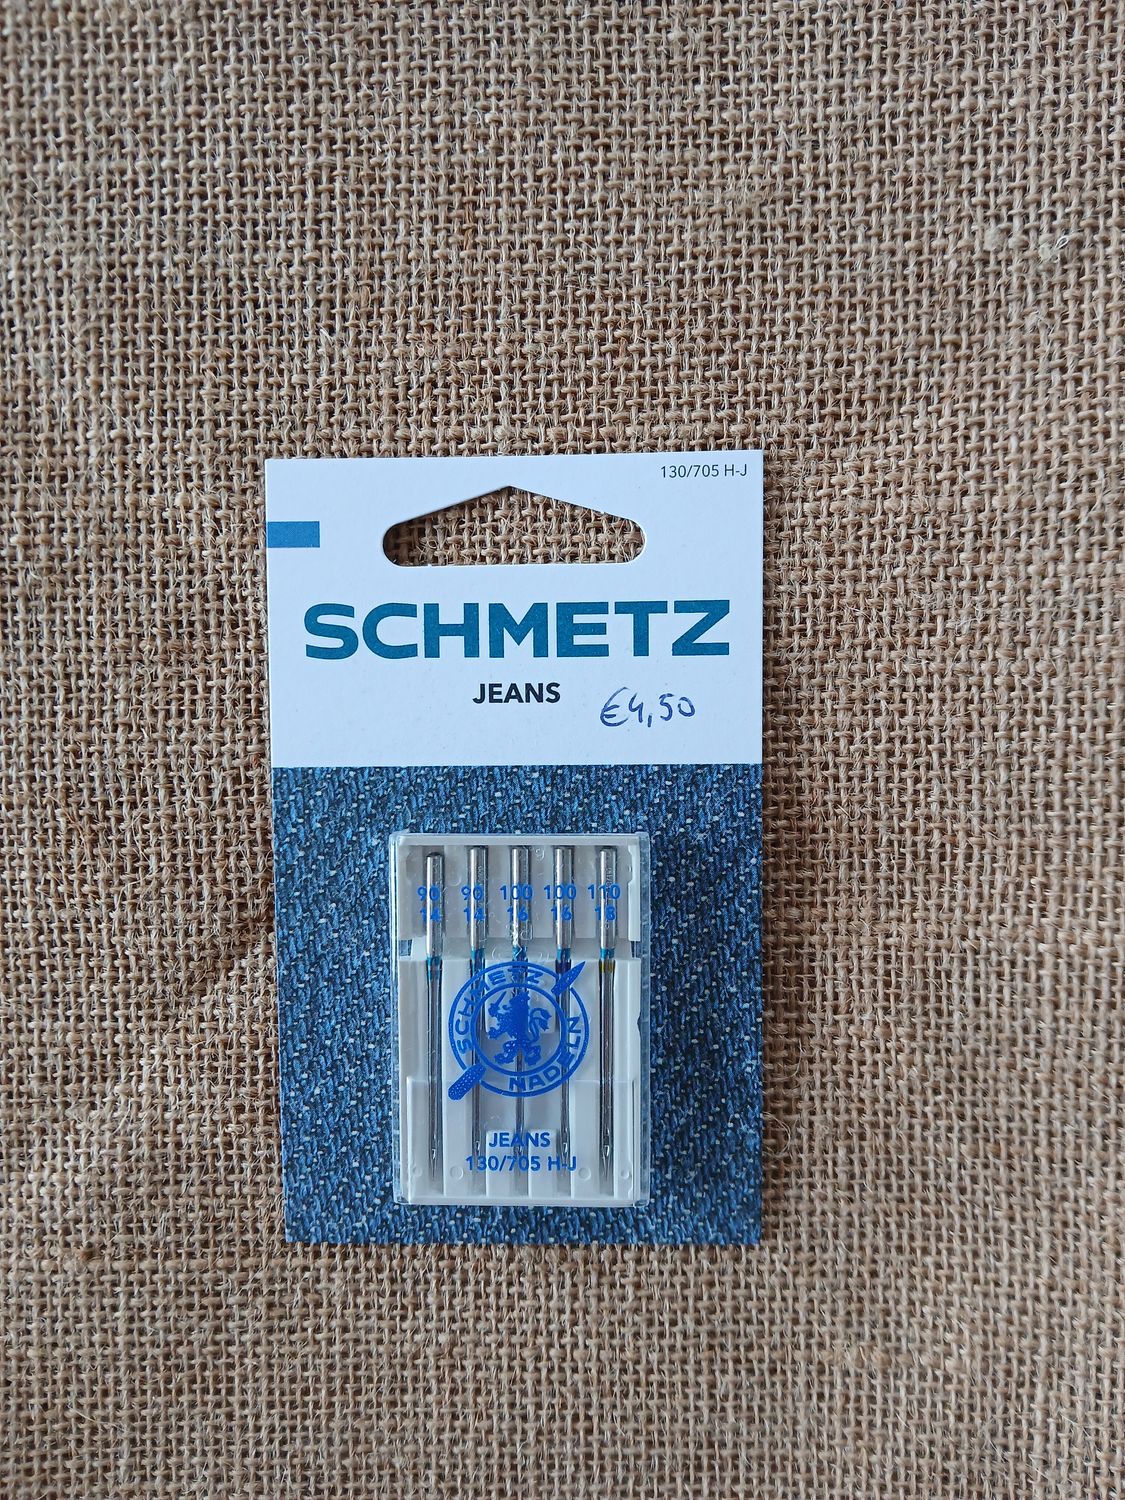 130/705 H-J
SCHMETZ
JEANS
€4,50
90 90 100 100 110
14 14 16 16 18
SCHMETZ
NADELN
JEANS
130/705 H-J